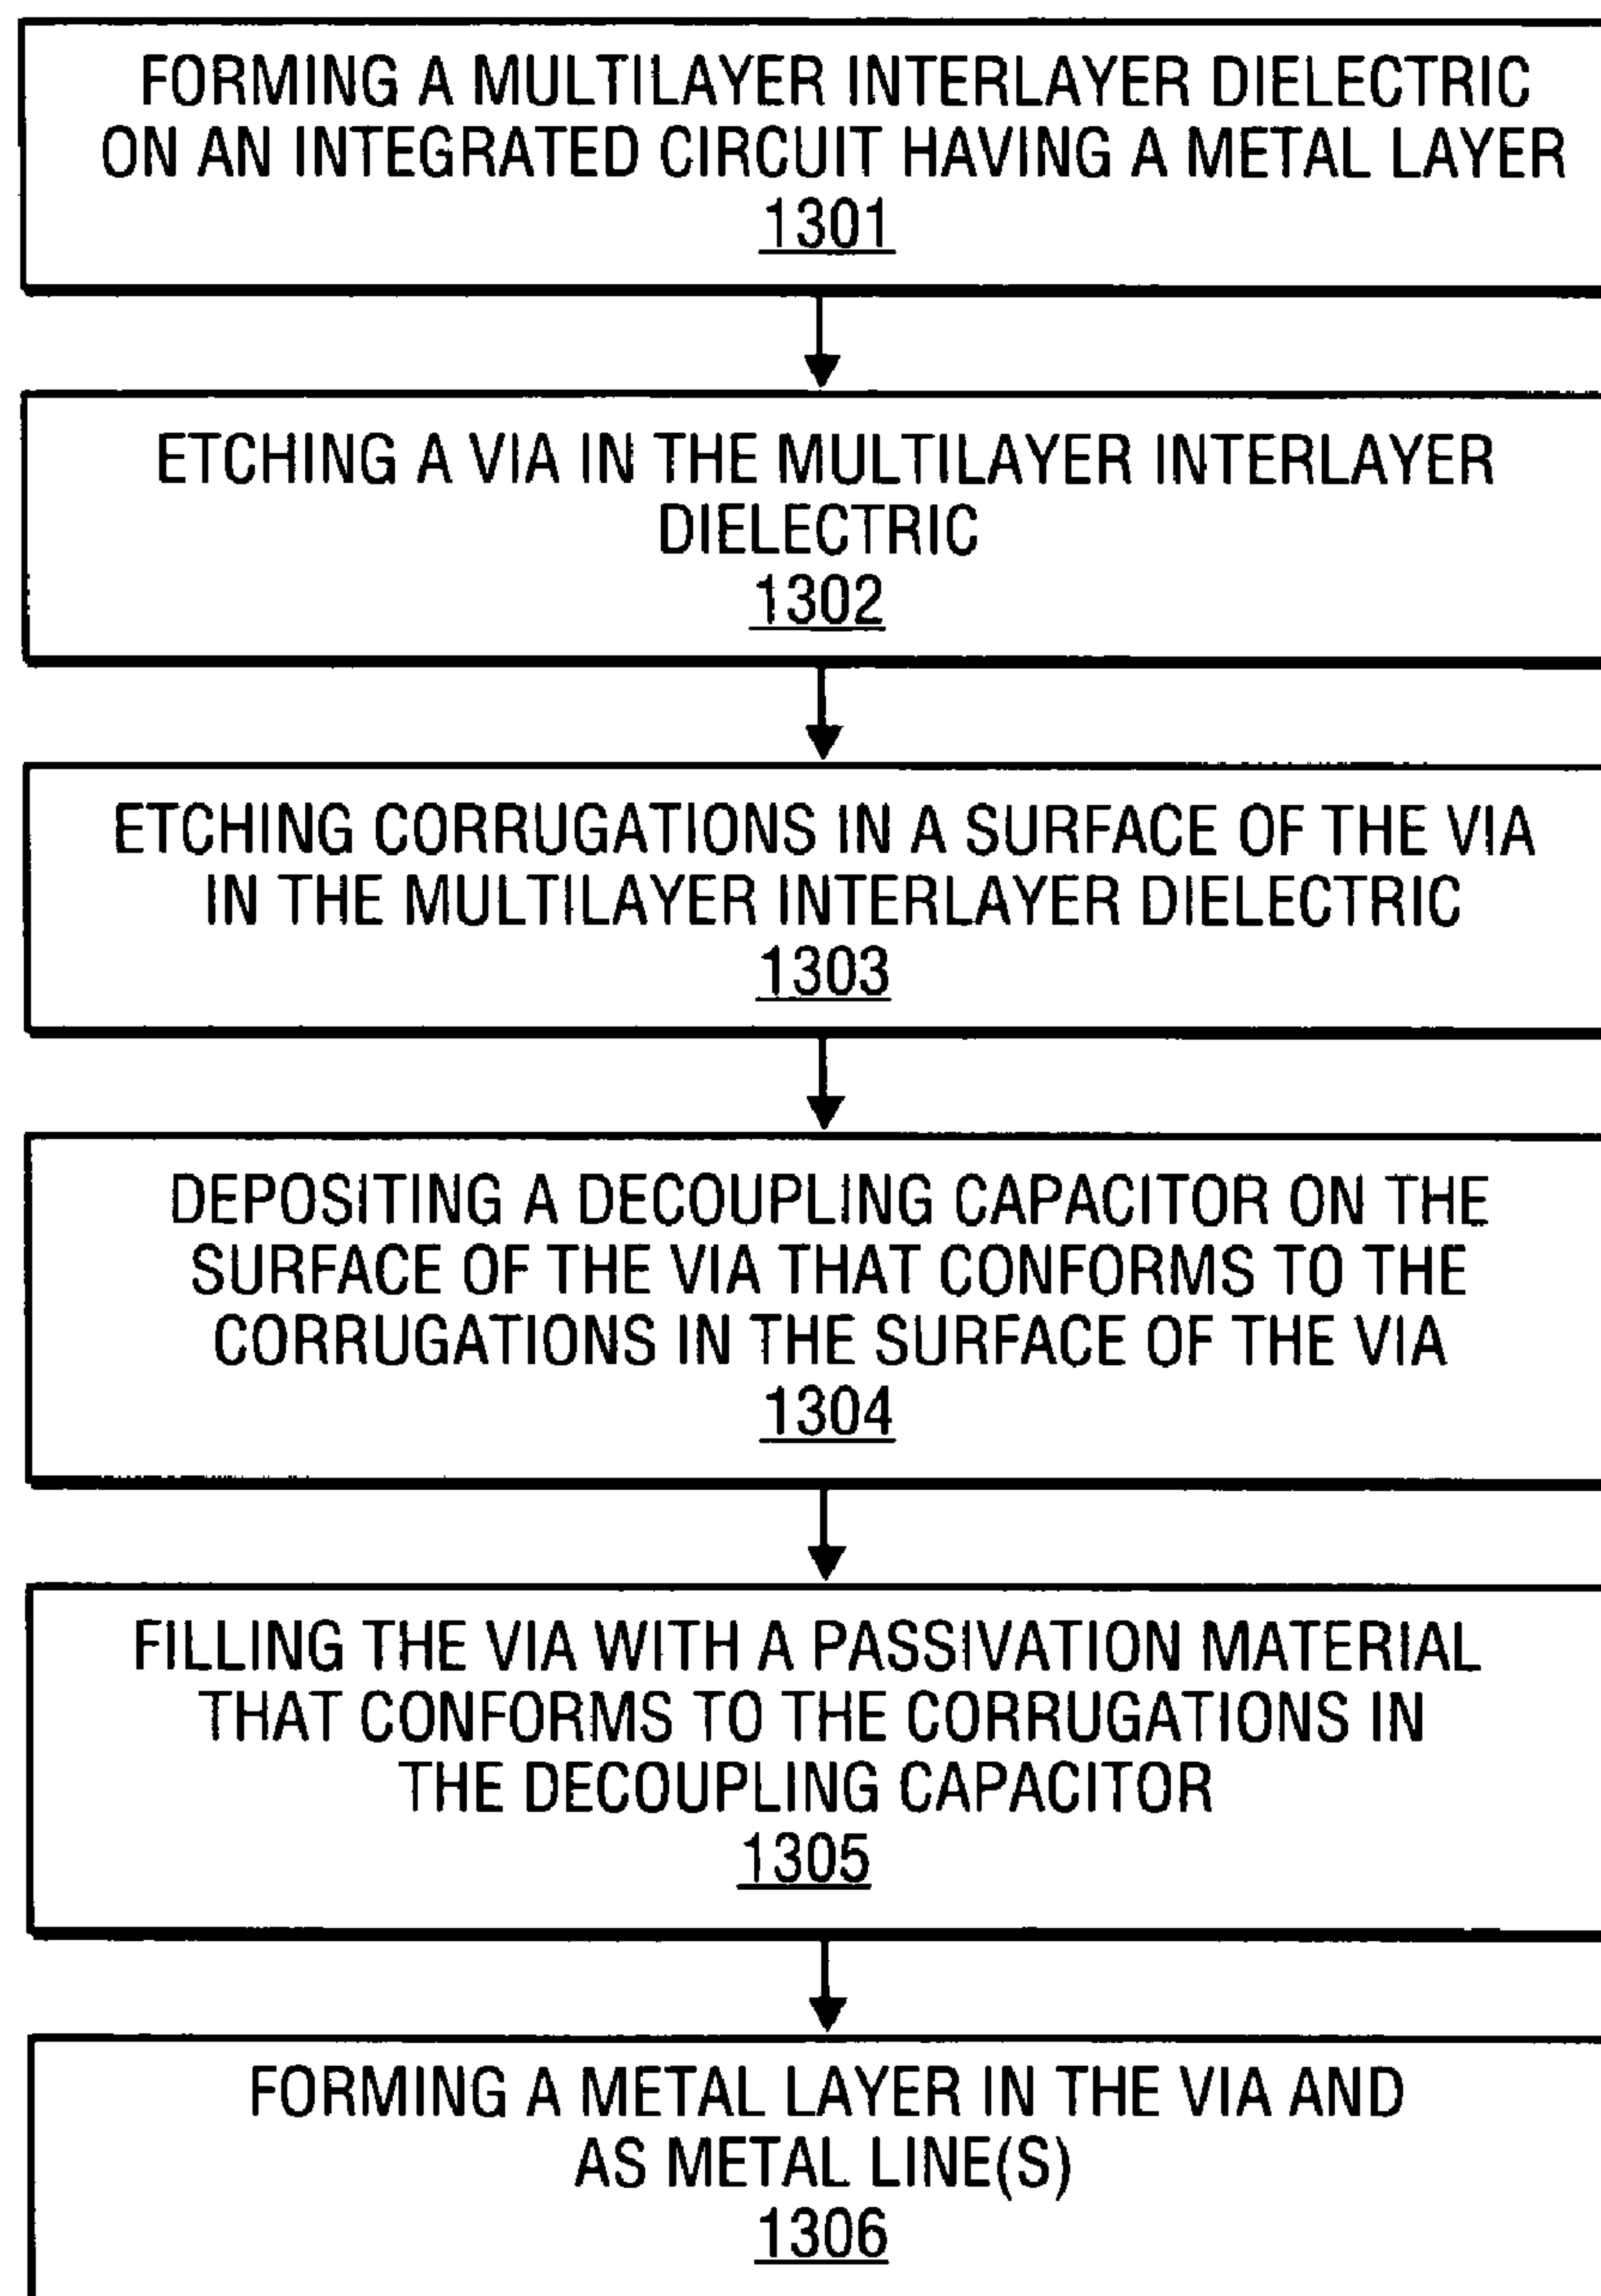 FORMING A MULTILAYER INTERLAYER DIELECTRIC
ON AN INTEGRATED CIRCUIT HAVING A METAL LAYER
1301
ETCHING A VIA IN THE MULTILAYER INTERLAYER
DIELECTRIC
1302
ETCHING CORRUGATIONS IN A SURFACE OF THE VIA
IN THE MULTILAYER INTERLAYER DIELECTRIC
1303
DEPOSITING A DECOUPLING CAPACITOR ON THE
SURFACE OF THE VIA THAT CONFORMS TO THE
CORRUGATIONS IN THE SURFACE OF THE VIA
1304
FILLING THE VIA WITH A PASSIVATION MATERIAL
THAT CONFORMS TO THE CORRUGATIONS IN
THE DECOUPLING CAPACITOR
1305
FORMING A METAL LAYER IN THE VIA AND
AS METAL LINE(S)
1306